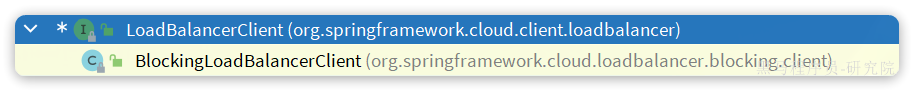 LoadBalancerClient (org.springframework.cloud.client.loadbalancer)
BlockingLoadBalancerClient (org.springframework.cloud.loadbalancer.blocking.client)